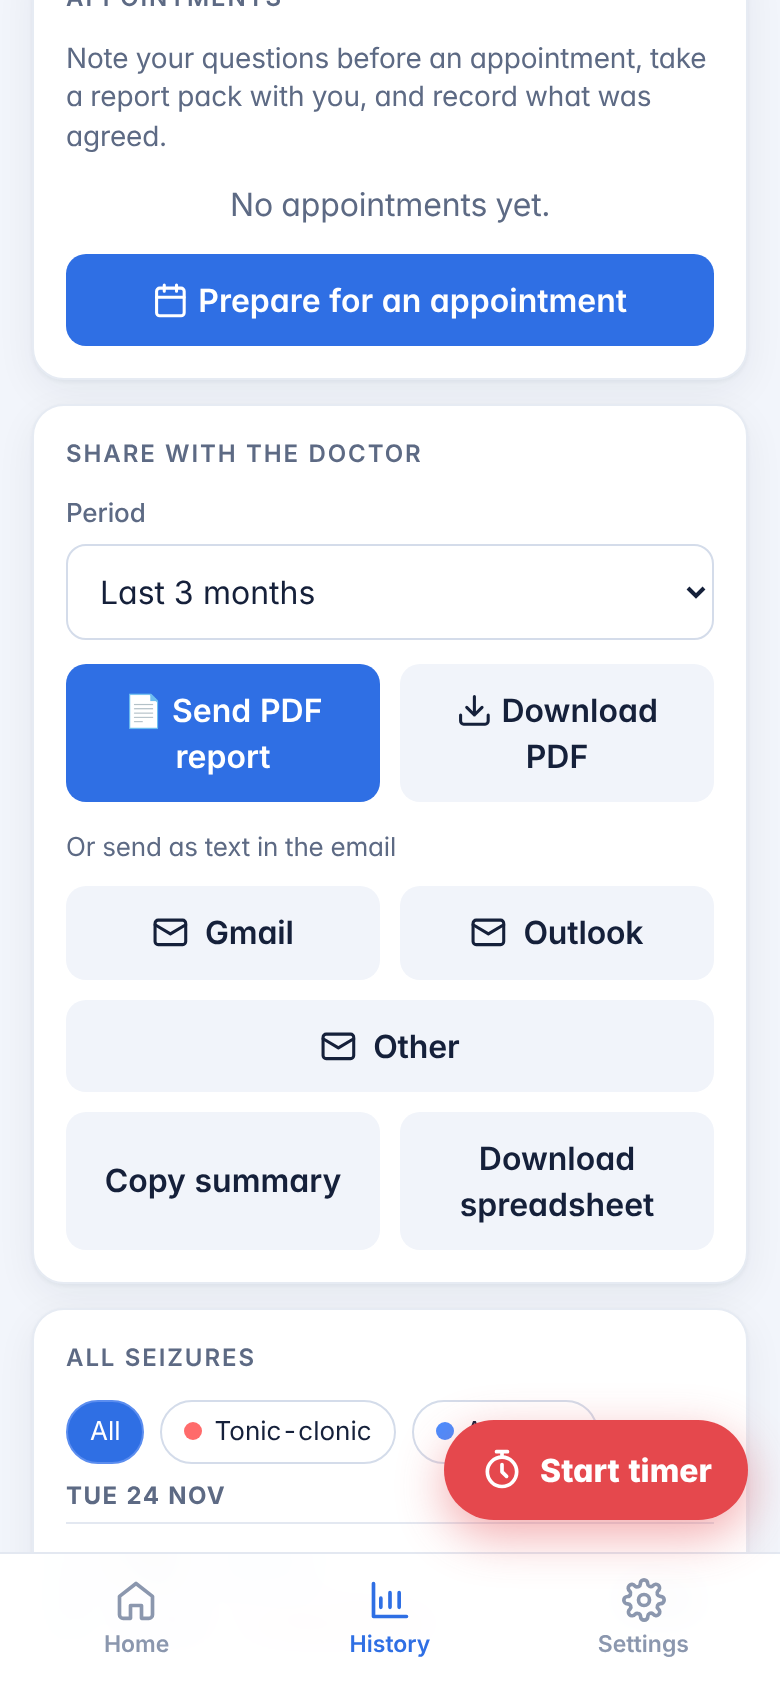 APPOINTMENTS
Note your questions before an appointment, take
a report pack with you, and record what was
agreed.
No appointments yet.
Prepare for an appointment
SHARE WITH THE DOCTOR
Period
Last 3 months
Send PDF
report
Download
PDF
Or send as text in the email
Gmail
Outlook
Other
Copy summary
Download
spreadsheet
ALL SEIZURES
All
Tonic-clonic
Start timer
TUE 24 NOV
Home
History
Settings